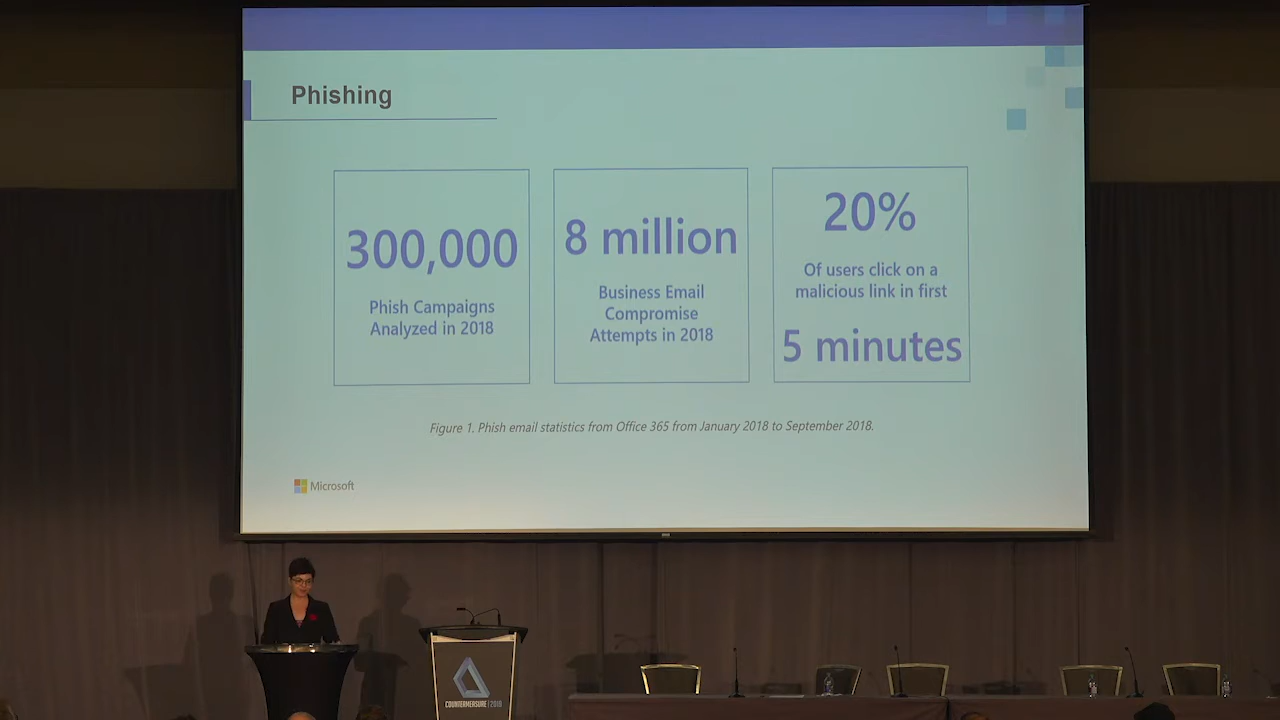 Phishing
300,000
Phish Campaigns
Analyzed in 2018
8 million
Business Email
Compromise
Attempts in 2018
20%
Of users click on a
malicious link in first
5 minutes
Figure 1. Phish email statistics from Office 365 from January 2018 to September 2018.
Microsoft
COUNTERMEASURE | 2018